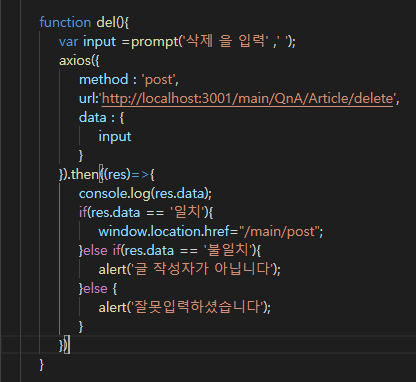 function del(){
var input =prompt('삭제 을 입력' ,' ');
axios({
method : 'post',
url:'http://localhost:3001/main/QnA/Article/delete',
data : {
input
}
}).then((res)=>{
console.log(res.data);
if(res.data == '일치'){
window.location.href="/main/post";
}else if(res.data == '불일치'){
alert('글 작성자가 아닙니다');
}else {
alert('잘못입력하셨습니다');
}
})
}